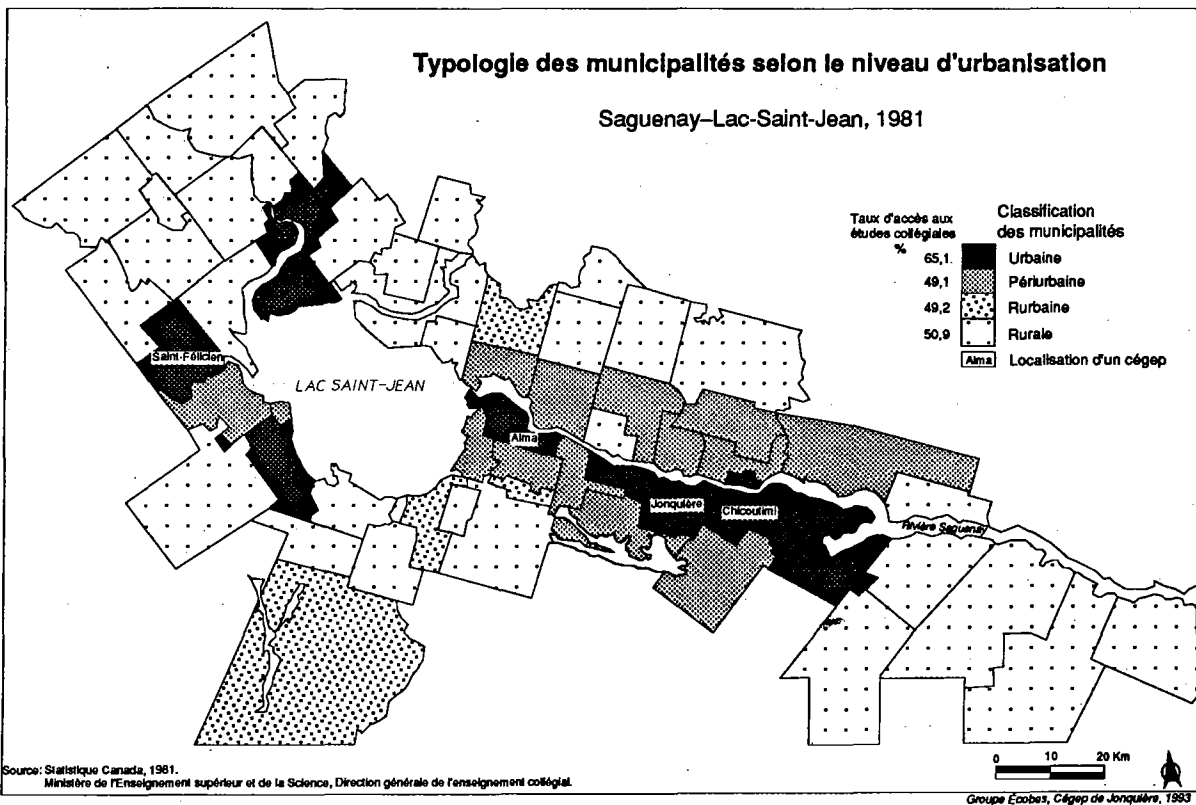 Typologie des municipalités selon le niveau d'urbanisation
Saguenay–Lac-Saint-Jean, 1981
Taux d'accès aux
études collégiales
%
Classification
des municipalités
65,1. Urbaine
49,1 Périurbaine
49,2 Rurbaine
50,9 Rurale
Alma Localisation d'un cégep
Saint-Félicien
LAC SAINT-JEAN
Alma
Jonquière
Chicoutimi
Rivière Saguenay
0 10 20 Km
Source: Statistique Canada, 1981.
Ministère de l'Enseignement supérieur et de la Science, Direction générale de l'enseignement collégial.
Groupe Écobes, Cégep de Jonquière, 1993